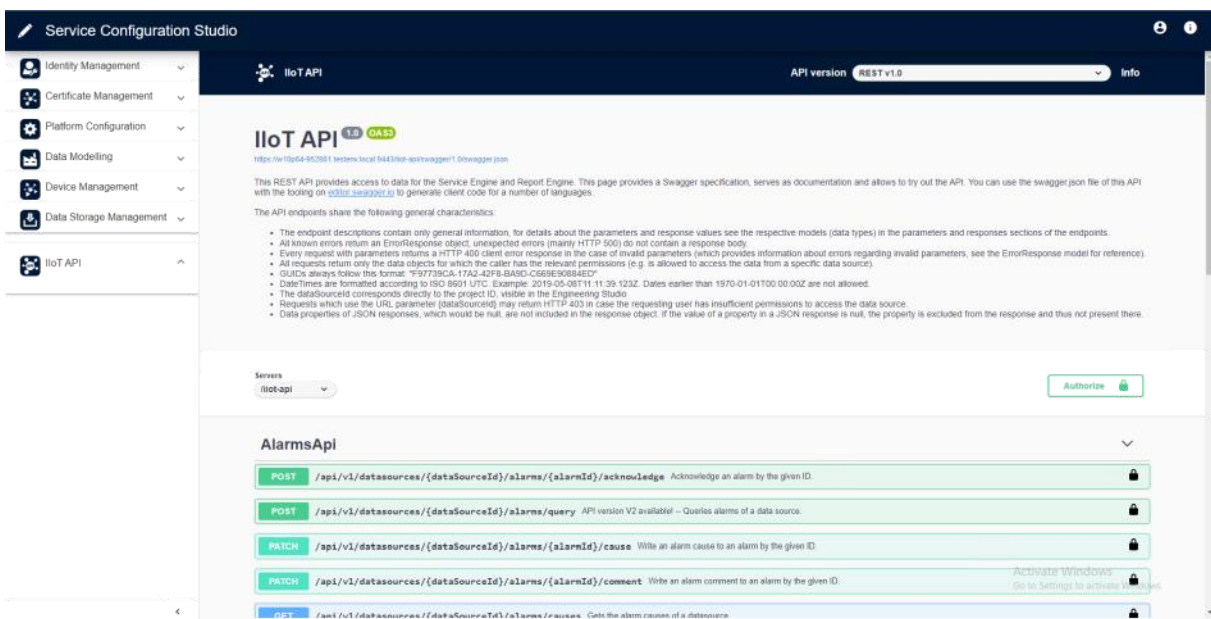 Service Configuration Studio
Identity Management
Certificate Management
Platform Configuration
Data Modelling
Device Management
Data Storage Management
IIoT API
IIoT API
API version REST v1.0 Info
IIoT API 1.0 OAS3
This REST API provides access to data for the Service Engine and Report Engine. This page provides a Swagger specification, serves as documentation and allows to try out the API. You can use the swagger.json file of this API
with the tooling on editor.swagger.io to generate client code for a number of languages.
The API endpoints share the following general characteristics:
The endpoint descriptions contain only general information, for details about the parameters and response values see the respective models (data types) in the parameters and responses sections of the endpoints.
All known errors return an ErrorResponse object, unexpected errors (mainly HTTP 500) do not contain a response body.
Every request with parameters returns a HTTP 400 client error response in the case of invalid parameters (which provides information about errors regarding invalid parameters, see the ErrorResponse model for reference).
All requests return only the data objects for which the caller has the relevant permissions (e.g. is allowed to access the data from a specific data source).
GUIDs always follow this format: "F97739CA-17A2-42F8-BA9D-C669E90884ED"
DateTimes are formatted according to ISO 8601 UTC. Example: 2019-05-08T11:11:39.123Z. Dates earlier than 1970-01-01T00:00:00Z are not allowed.
The dataSourceId corresponds directly to the project ID, visible in the Engineering Studio
Requests which use the URL parameter {dataSourceId} may return HTTP 403 in case the requesting user has insufficient permissions to access the data source.
Data properties of JSON responses, which would be null, are not included in the response object. If the value of a property in a JSON response is null, the property is excluded from the response and thus not present there.
Servers
/iiot-api
Authorize
AlarmsApi
POST /api/v1/datasources/{dataSourceId}/alarms/{alarmId}/acknowledge Acknowledge an alarm by the given ID.
POST /api/v1/datasources/{dataSourceId}/alarms/query API version V2 available! – Queries alarms of a data source.
PATCH /api/v1/datasources/{dataSourceId}/alarms/{alarmId}/cause Write an alarm cause to an alarm by the given ID.
PATCH /api/v1/datasources/{dataSourceId}/alarms/{alarmId}/comment Write an alarm comment to an alarm by the given ID.
GET /api/v1/datasources/{dataSourceId}/alarms/causes Gets the alarm causes of a datasource.
Activate Windows
Go to Settings to activate Windows.